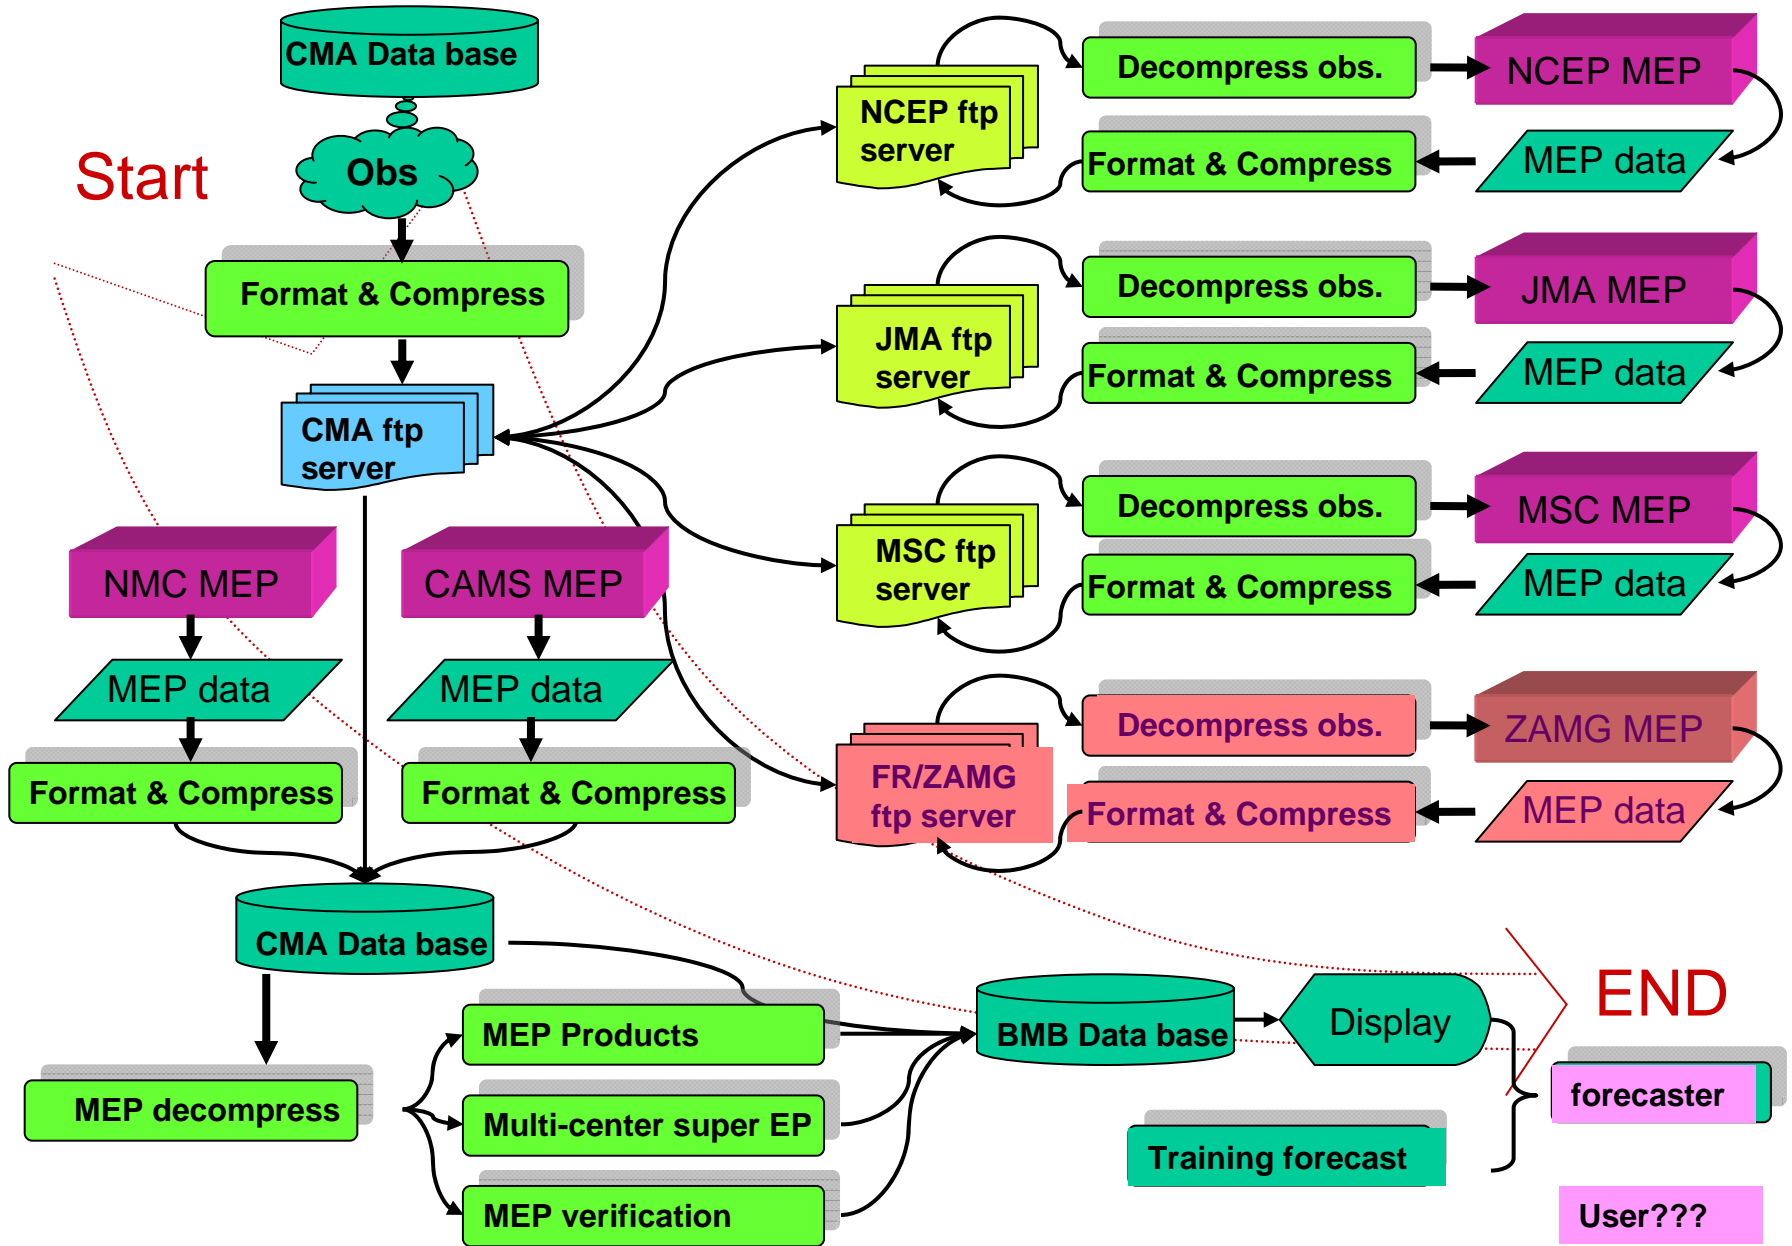 CMA Data base
Start
Obs
Format & Compress
CMA ftp
server
NCEP ftp
server
Decompress obs.
NCEP MEP
Format & Compress
MEP data
JMA ftp
server
Decompress obs.
JMA MEP
Format & Compress
MEP data
MSC ftp
server
Decompress obs.
MSC MEP
Format & Compress
MEP data
FR/ZAMG
ftp server
Decompress obs.
ZAMG MEP
Format & Compress
MEP data
NMC MEP
CAMS MEP
MEP data
MEP data
Format & Compress
Format & Compress
CMA Data base
MEP decompress
MEP Products
Multi-center super EP
MEP verification
BMB Data base
Display
END
forecaster
Training forecast
User???